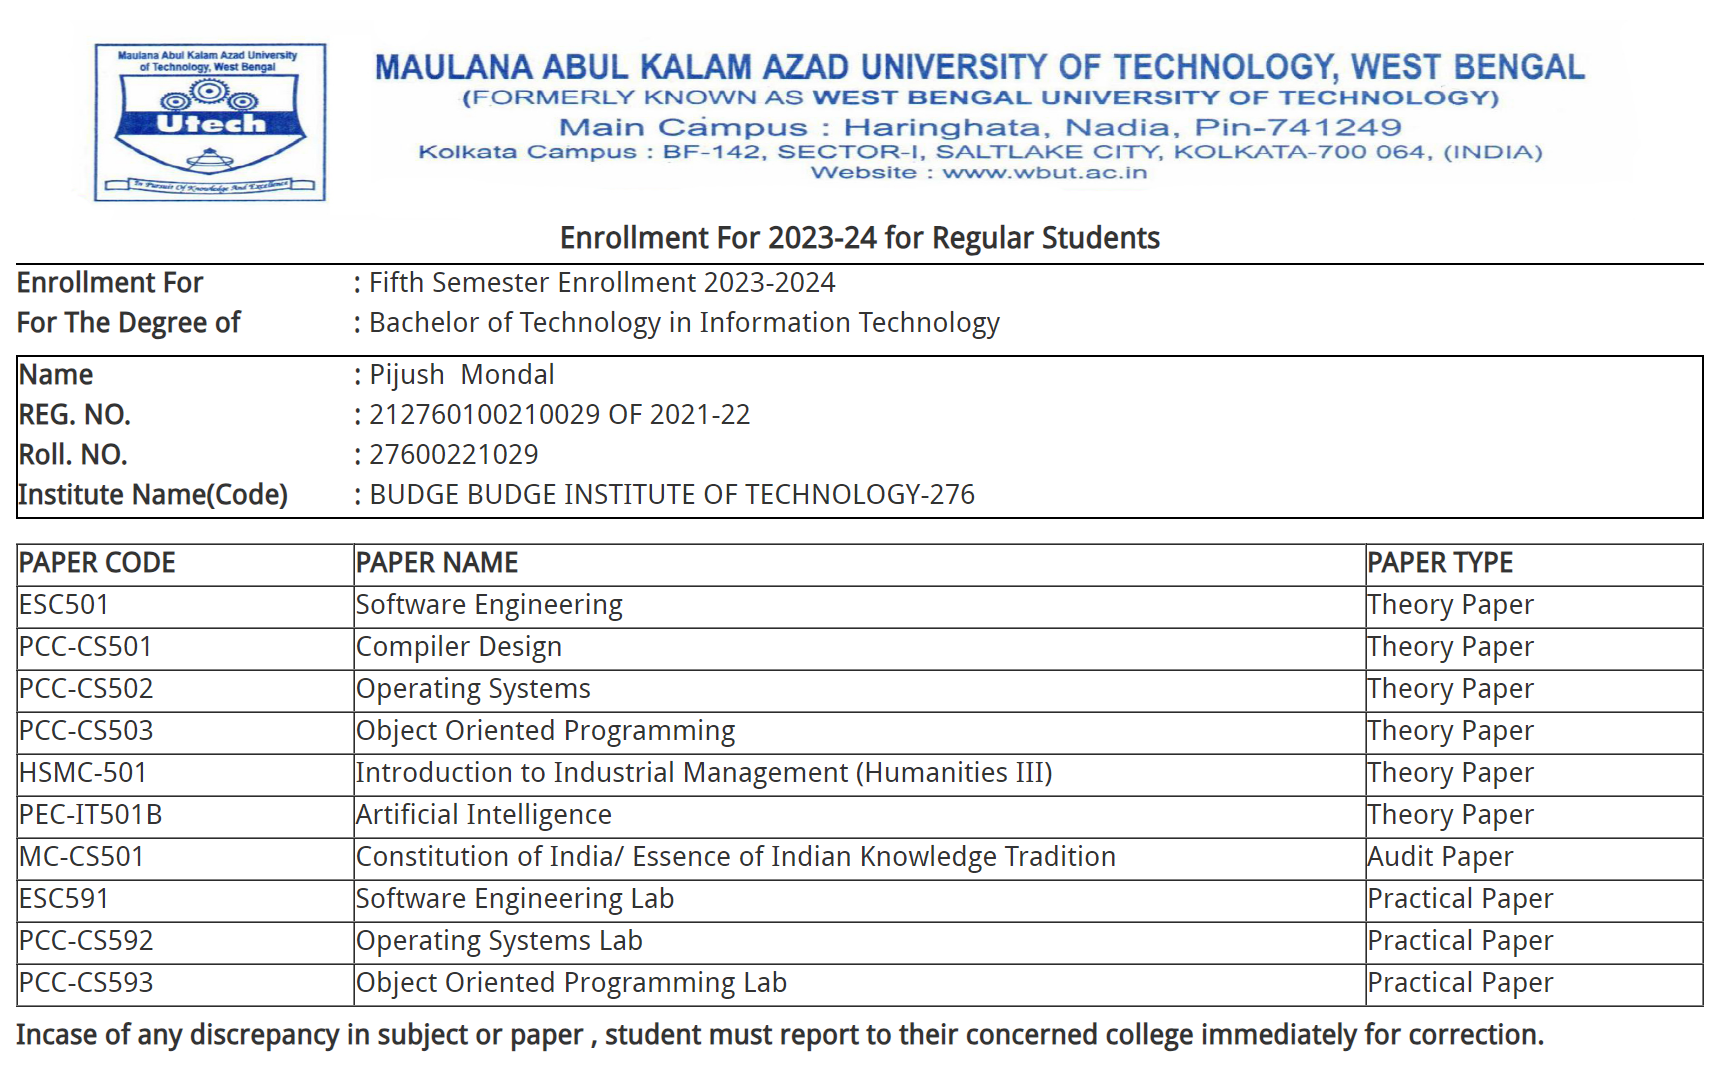 Maulana Abul Kalam Azad University
of Technology, West Bengal
Utech
In Pursuit Of Knowledge And Excellence
MAULANA ABUL KALAM AZAD UNIVERSITY OF TECHNOLOGY, WEST BENGAL
(FORMERLY KNOWN AS WEST BENGAL UNIVERSITY OF TECHNOLOGY)
Main Campus : Haringhata, Nadia, Pin-741249
Kolkata Campus : BF-142, SECTOR-I, SALTLAKE CITY, KOLKATA-700 064, (INDIA)
Website : www.wbut.ac.in
Enrollment For 2023-24 for Regular Students
Enrollment For : Fifth Semester Enrollment 2023-2024
For The Degree of : Bachelor of Technology in Information Technology
Name : Pijush Mondal
REG. NO. : 212760100210029 OF 2021-22
Roll. NO. : 27600221029
Institute Name(Code) : BUDGE BUDGE INSTITUTE OF TECHNOLOGY-276
PAPER CODE PAPER NAME PAPER TYPE
ESC501 Software Engineering Theory Paper
PCC-CS501 Compiler Design Theory Paper
PCC-CS502 Operating Systems Theory Paper
PCC-CS503 Object Oriented Programming Theory Paper
HSMC-501 Introduction to Industrial Management (Humanities III) Theory Paper
PEC-IT501B Artificial Intelligence Theory Paper
MC-CS501 Constitution of India/ Essence of Indian Knowledge Tradition Audit Paper
ESC591 Software Engineering Lab Practical Paper
PCC-CS592 Operating Systems Lab Practical Paper
PCC-CS593 Object Oriented Programming Lab Practical Paper
Incase of any discrepancy in subject or paper , student must report to their concerned college immediately for correction.